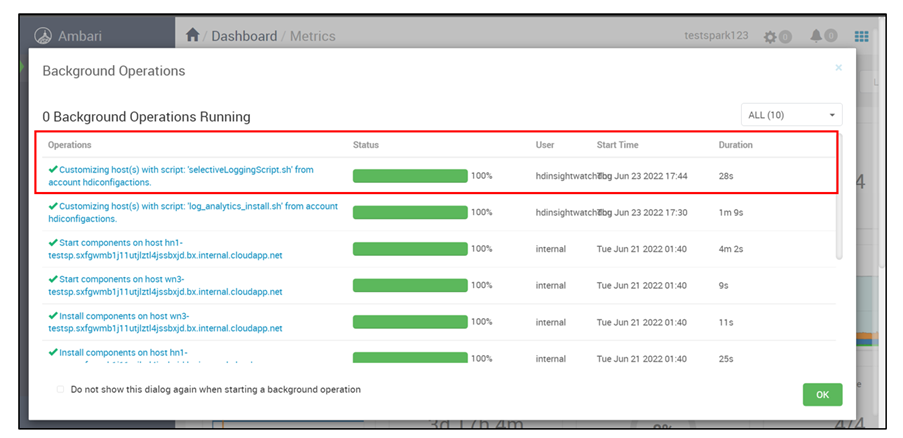 Ambari
/ Dashboard / Metrics
testspark123
0
0
Background Operations
×
0 Background Operations Running
ALL (10)
Operations Status User Start Time Duration
Customizing host(s) with script: 'selectiveLoggingScript.sh' from
account hdiconfigactions.
100% hdinsightwatchdog Thu Jun 23 2022 17:44 28s
Customizing host(s) with script: 'log_analytics_install.sh' from account
hdiconfigactions.
100% hdinsightwatchdog Thu Jun 23 2022 17:30 1m 9s
Start components on host hn1-
testsp.sxfgwmb1j11utjlztl4jssbxjd.bx.internal.cloudapp.net
100% internal Tue Jun 21 2022 01:40 4m 2s
Start components on host wn3-
testsp.sxfgwmb1j11utjlztl4jssbxjd.bx.internal.cloudapp.net
100% internal Tue Jun 21 2022 01:40 9s
Install components on host wn3-
testsp.sxfgwmb1j11utjlztl4jssbxjd.bx.internal.cloudapp.net
100% internal Tue Jun 21 2022 01:40 11s
Install components on host hn1-
100% internal Tue Jun 21 2022 01:40 25s
Do not show this dialog again when starting a background operation
OK
3d 17h 4m
4/4